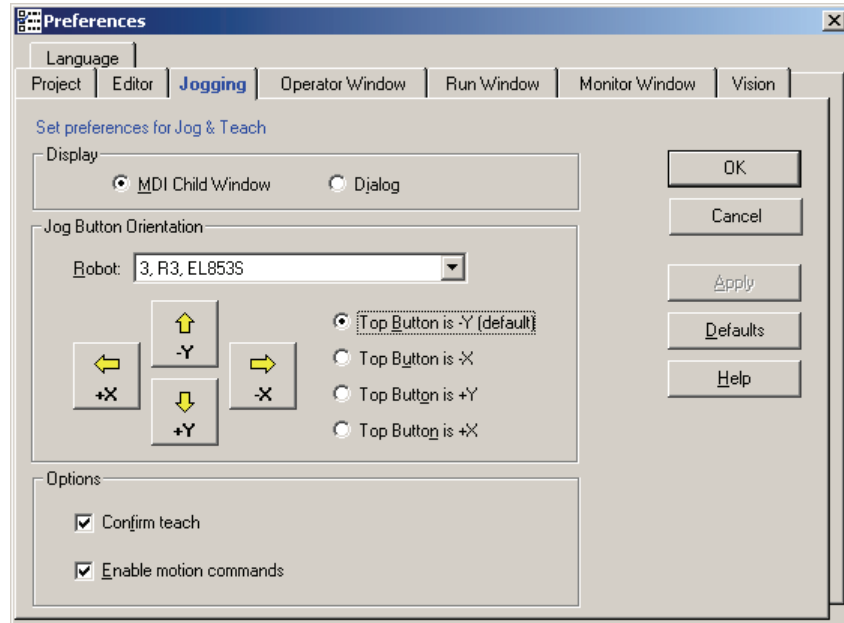 Preferences
Language
Project Editor Jogging Operator Window Run Window Monitor Window Vision
Set preferences for Jog & Teach
Display
MDI Child Window Dialog
OK
Cancel
Jog Button Orientation
Robot: 3, R3, EL853S
Apply
Defaults
Help
-Y
+X
-X
+Y
Top Button is -Y (default)
Top Button is -X
Top Button is +Y
Top Button is +X
Options
Confirm teach
Enable motion commands